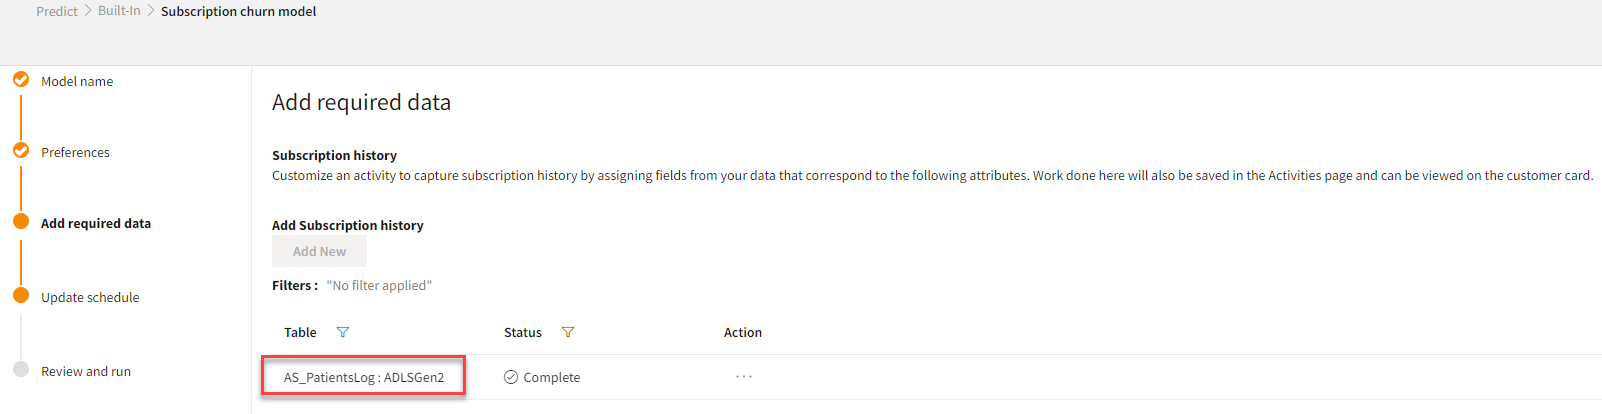 Predict > Built-In > Subscription churn model
Model name
Preferences
Add required data
Update schedule
Review and run
Add required data
Subscription history
Customize an activity to capture subscription history by assigning fields from your data that correspond to the following attributes. Work done here will also be saved in the Activities page and can be viewed on the customer card.
Add Subscription history
Add New
Filters : "No filter applied"
Table Status Action
AS_PatientsLog : ADLSGen2 Complete ...